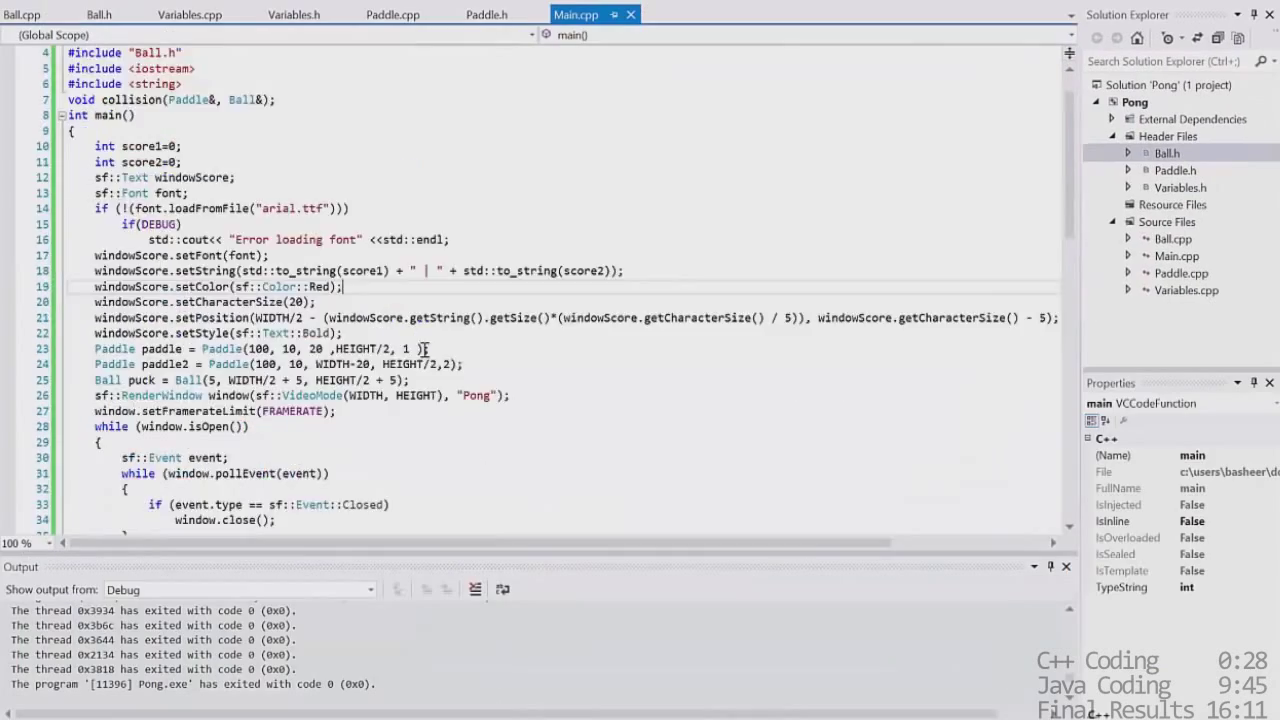 Ball.cpp Ball.h Variables.cpp Variables.h Paddle.cpp Paddle.h Main.cpp
(Global Scope) main()
4 #include "Ball.h"
5 #include <iostream>
6 #include <string>
7 void collision(Paddle&, Ball&);
8 int main()
9 {
10 int score1=0;
11 int score2=0;
12 sf::Text windowScore;
13 sf::Font font;
14 if (!(font.loadFromFile("arial.ttf")))
15 if(DEBUG)
16 std::cout<< "Error loading font" <<std::endl;
17 windowScore.setFont(font);
18 windowScore.setString(std::to_string(score1) + " | " + std::to_string(score2));
19 windowScore.setColor(sf::Color::Red);
20 windowScore.setCharacterSize(20);
21 windowScore.setPosition(WIDTH/2 - (windowScore.getString().getSize()*(windowScore.getCharacterSize() / 5)), windowScore.getCharacterSize() - 5);
22 windowScore.setStyle(sf::Text::Bold);
23 Paddle paddle = Paddle(100, 10, 20 ,HEIGHT/2, 1 );
24 Paddle paddle2 = Paddle(100, 10, WIDTH-20, HEIGHT/2,2);
25 Ball puck = Ball(5, WIDTH/2 + 5, HEIGHT/2 + 5);
26 sf::RenderWindow window(sf::VideoMode(WIDTH, HEIGHT), "Pong");
27 window.setFramerateLimit(FRAMERATE);
28 while (window.isOpen())
29 {
30 sf::Event event;
31 while (window.pollEvent(event))
32 {
33 if (event.type == sf::Event::Closed)
34 window.close();
100 %
Output
Show output from: Debug
The thread 0x3934 has exited with code 0 (0x0).
The thread 0x3b6c has exited with code 0 (0x0).
The thread 0x3644 has exited with code 0 (0x0).
The thread 0x2134 has exited with code 0 (0x0).
The thread 0x3818 has exited with code 0 (0x0).
The program '[11396] Pong.exe' has exited with code 0 (0x0).
Solution Explorer
Search Solution Explorer (Ctrl+;)
Solution 'Pong' (1 project)
Pong
External Dependencies
Header Files
Ball.h
Paddle.h
Variables.h
Resource Files
Source Files
Ball.cpp
Main.cpp
Paddle.cpp
Variables.cpp
Properties
main VCCodeFunction
C++
(Name) main
File c:\users\basheer\do
FullName main
IsInjected False
IsInline False
IsOverloaded False
IsSealed False
IsTemplate False
TypeString int
C++ Coding 0:28
Java Coding 9:45
Final Results 16:11
C++